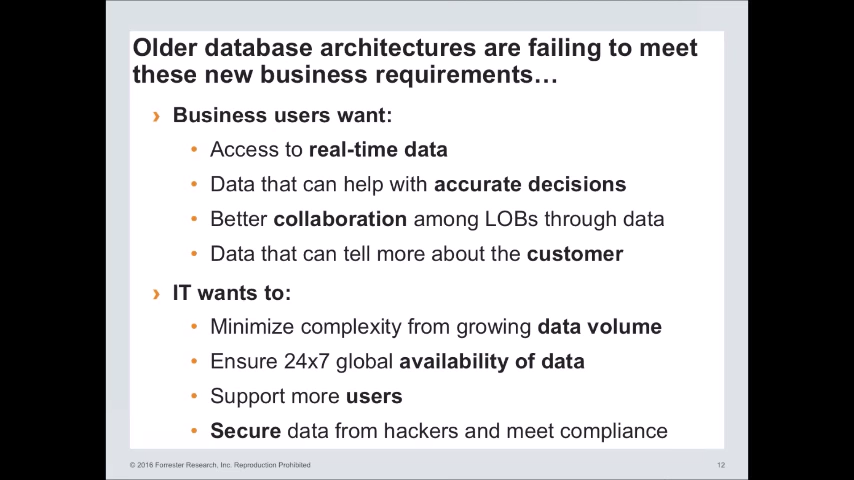 Older database architectures are failing to meet
these new business requirements…
› Business users want:
• Access to real-time data
• Data that can help with accurate decisions
• Better collaboration among LOBs through data
• Data that can tell more about the customer
› IT wants to:
• Minimize complexity from growing data volume
• Ensure 24x7 global availability of data
• Support more users
• Secure data from hackers and meet compliance
© 2016 Forrester Research, Inc. Reproduction Prohibited
12